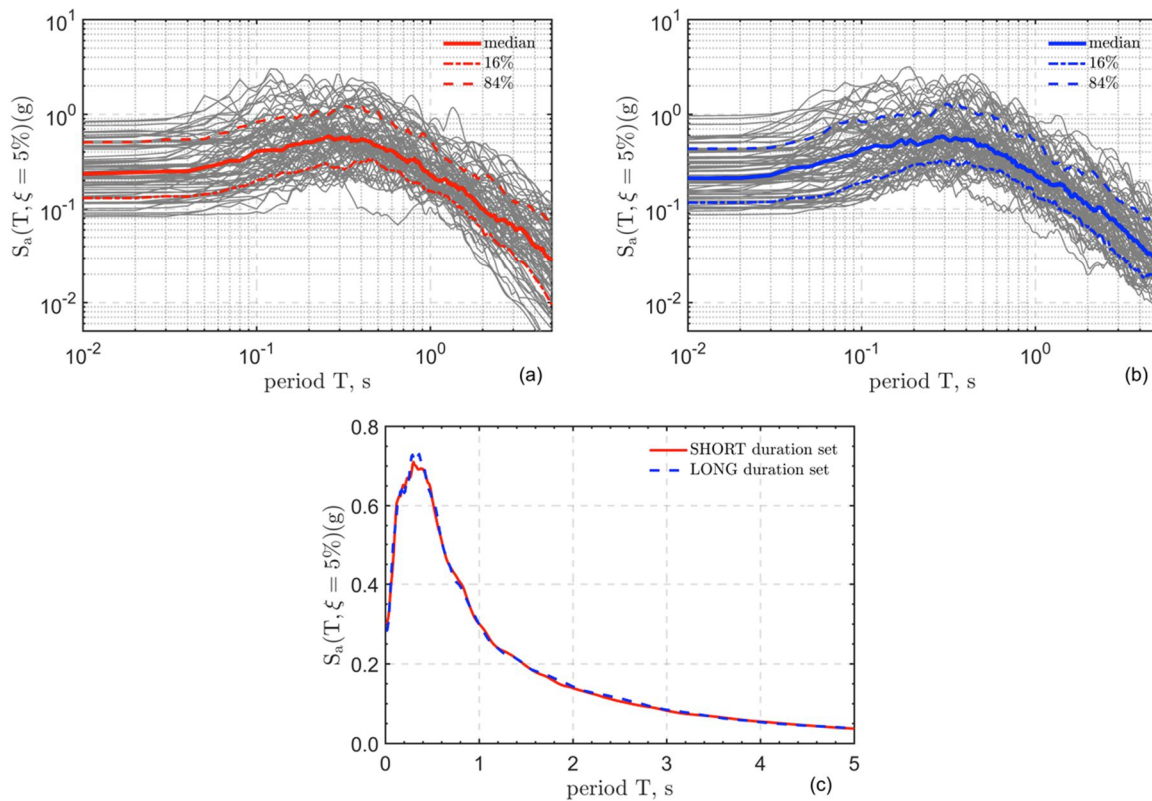 10^1
10^0
10^-1
10^-2
S_a(T, ξ = 5%)(g)
median
16%
84%
10^-2
10^-1
10^0
period T, s
(a)
10^1
10^0
10^-1
10^-2
S_a(T, ξ = 5%)(g)
median
16%
84%
10^-2
10^-1
10^0
period T, s
(b)
0.8
0.6
0.4
0.2
0.0
S_a(T, ξ = 5%)(g)
SHORT duration set
LONG duration set
0 1 2 3 4 5
period T, s
(c)